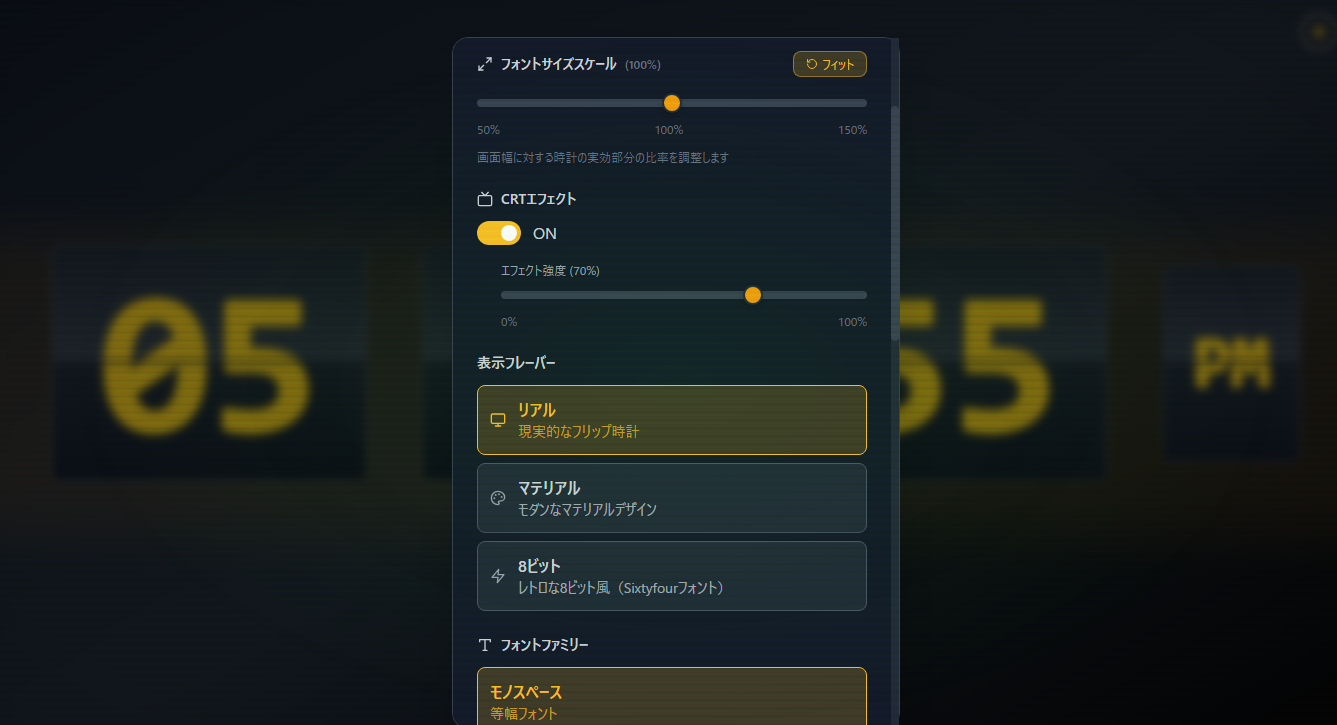 フォントサイズスケール (100%)
フィット
50%
100%
150%
画面幅に対する時計の実効部分の比率を調整します
CRTエフェクト
ON
エフェクト強度 (70%)
0%
100%
表示フレーバー
リアル
現実的なフリップ時計
マテリアル
モダンなマテリアルデザイン
8ビット
レトロな8ビット風（Sixtyfourフォント）
フォントファミリー
モノスペース
等幅フォント
05
55
PM